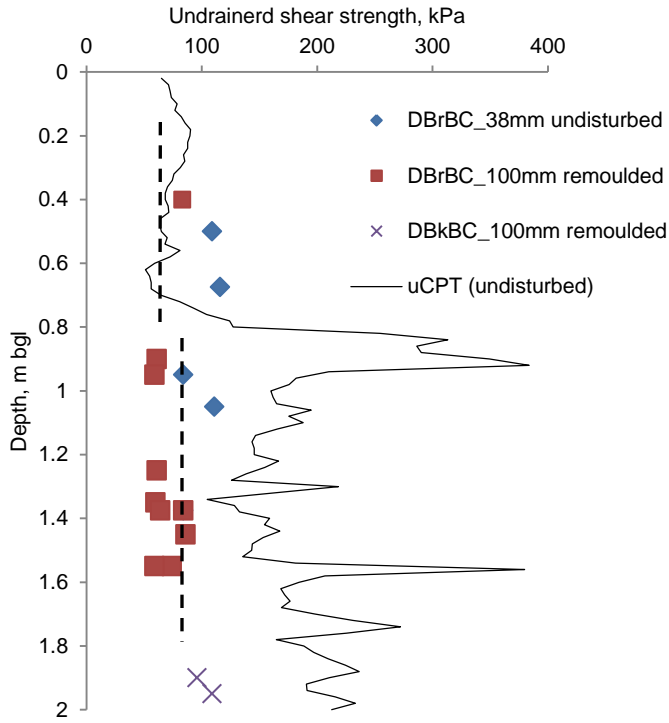 Undrainerd shear strength, kPa
0 100 200 300 400
0
0.2
0.4
0.6
0.8
1
1.2
1.4
1.6
1.8
2
Depth, m bgl
DBrBC_38mm undisturbed
DBrBC_100mm remoulded
DBkBC_100mm remoulded
uCPT (undisturbed)